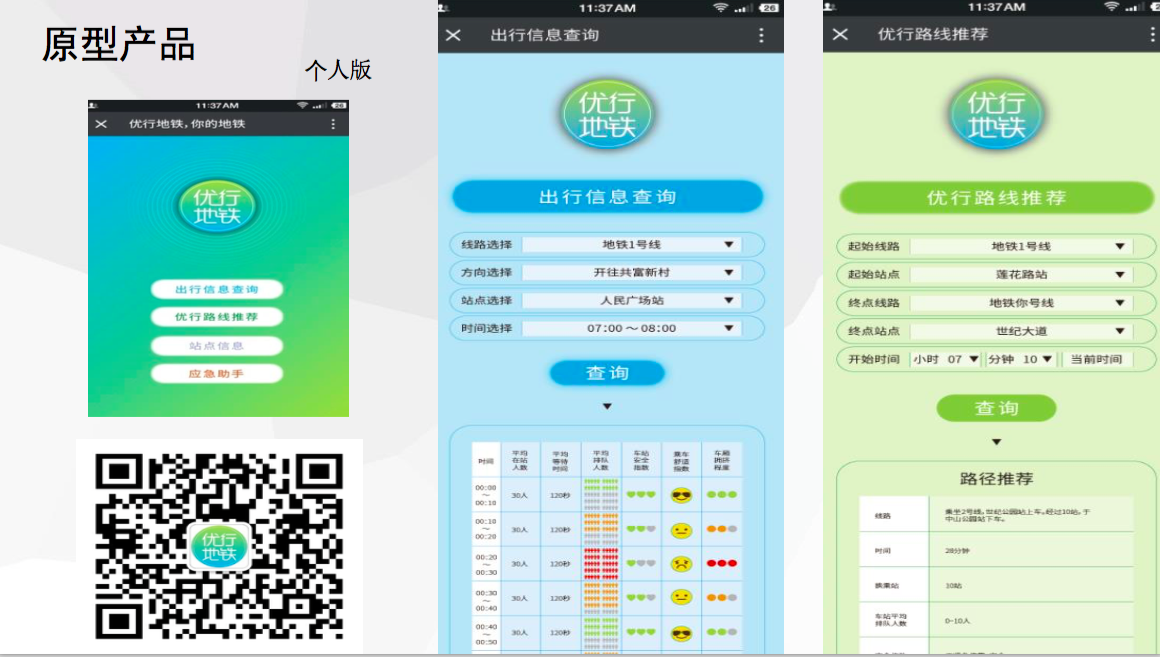 原型产品
个人版
11:37AM
26
优行地铁,你的地铁
优行
地铁
出行信息查询
优行路线推荐
站点信息
应急助手
优行
地铁
11:37AM
26
出行信息查询
优行
地铁
出行信息查询
线路选择 地铁1号线
方向选择 开往共富新村
站点选择 人民广场站
时间选择 07:00～08:00
查询
时间 平均在站人数 平均等待时间 平均排队人数 车站安全指数 乘车舒适指数 车厢拥挤程度
00:00～00:10 30人 120秒
00:10～00:20 30人 120秒
00:20～00:30 30人 120秒
00:30～00:40 30人 120秒
00:40～00:50 30人 120秒
11:37AM
优行路线推荐
优行
地铁
优行路线推荐
起始线路 地铁1号线
起始站点 莲花路站
终点线路 地铁你号线
终点站点 世纪大道
开始时间 小时 07 分钟 10 当前时间
查询
路径推荐
线路 乘坐2号线,世纪公园站上车,经过10站,于
中山公园站下车。
时间 28分钟
换乘站 10站
车站平均
排队人数 0-10人